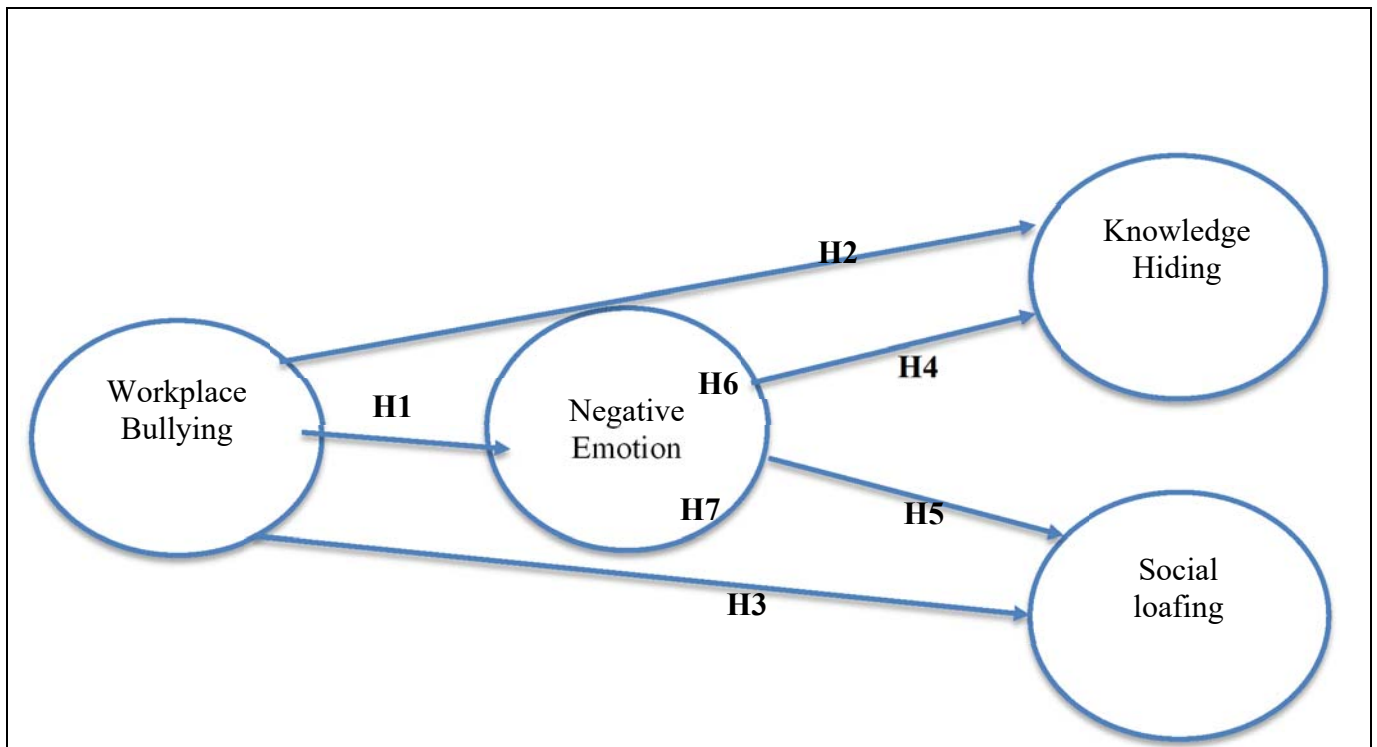 Knowledge
Hiding
H2
H4
Workplace
Bullying
H1
H6
Negative
Emotion
H7
H5
H3
Social
loafing